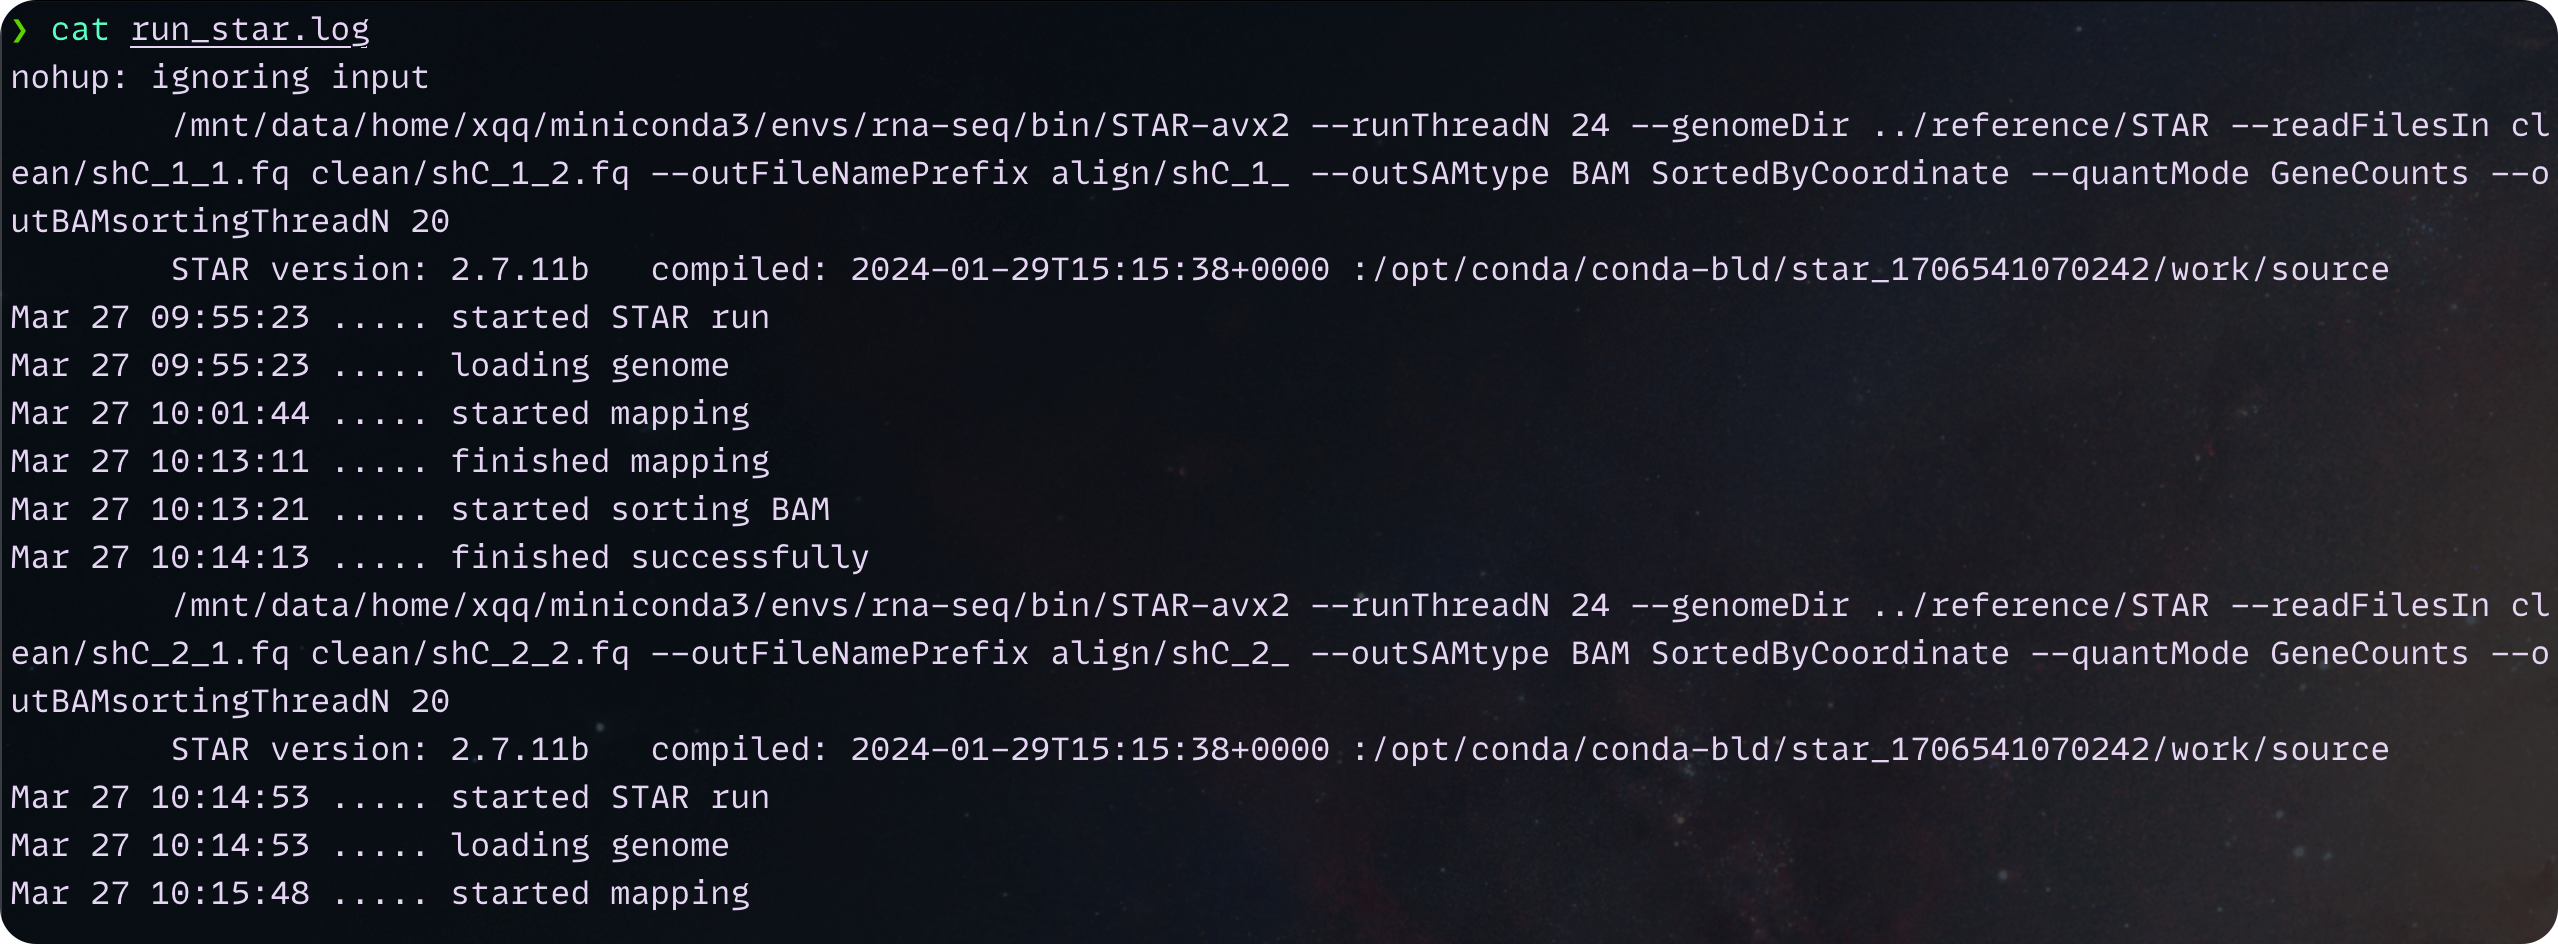 ❯ cat run_star.log
nohup: ignoring input
        /mnt/data/home/xqq/miniconda3/envs/rna-seq/bin/STAR-avx2 --runThreadN 24 --genomeDir ../reference/STAR --readFilesIn cl
ean/shC_1_1.fq clean/shC_1_2.fq --outFileNamePrefix align/shC_1_ --outSAMtype BAM SortedByCoordinate --quantMode GeneCounts --o
utBAMsortingThreadN 20
        STAR version: 2.7.11b   compiled: 2024-01-29T15:15:38+0000 :/opt/conda/conda-bld/star_1706541070242/work/source
Mar 27 09:55:23 ..... started STAR run
Mar 27 09:55:23 ..... loading genome
Mar 27 10:01:44 ..... started mapping
Mar 27 10:13:11 ..... finished mapping
Mar 27 10:13:21 ..... started sorting BAM
Mar 27 10:14:13 ..... finished successfully
        /mnt/data/home/xqq/miniconda3/envs/rna-seq/bin/STAR-avx2 --runThreadN 24 --genomeDir ../reference/STAR --readFilesIn cl
ean/shC_2_1.fq clean/shC_2_2.fq --outFileNamePrefix align/shC_2_ --outSAMtype BAM SortedByCoordinate --quantMode GeneCounts --o
utBAMsortingThreadN 20
        STAR version: 2.7.11b   compiled: 2024-01-29T15:15:38+0000 :/opt/conda/conda-bld/star_1706541070242/work/source
Mar 27 10:14:53 ..... started STAR run
Mar 27 10:14:53 ..... loading genome
Mar 27 10:15:48 ..... started mapping